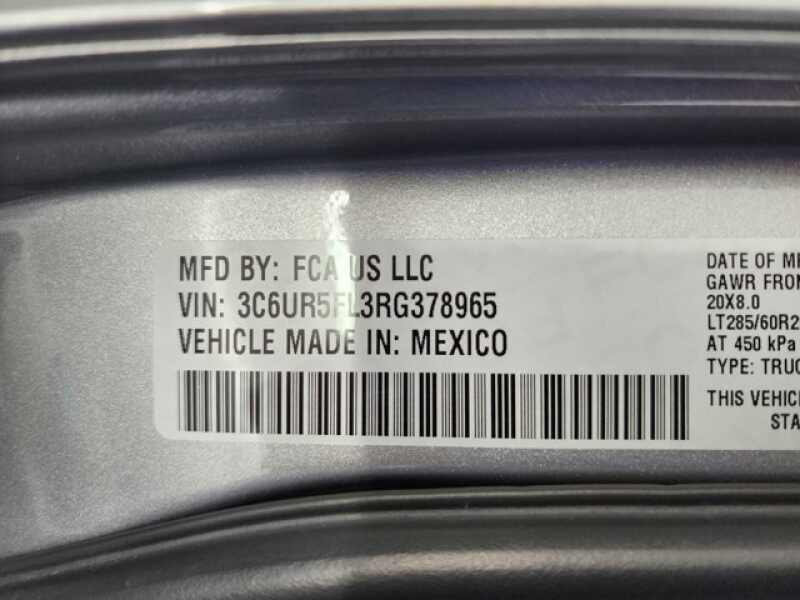 MFD BY: FCA US LLC
VIN: 3C6UR5FL3RG378965
VEHICLE MADE IN: MEXICO
DATE OF
GAWR
20X8.0
AT 450 kPa
TYPE:
THIS